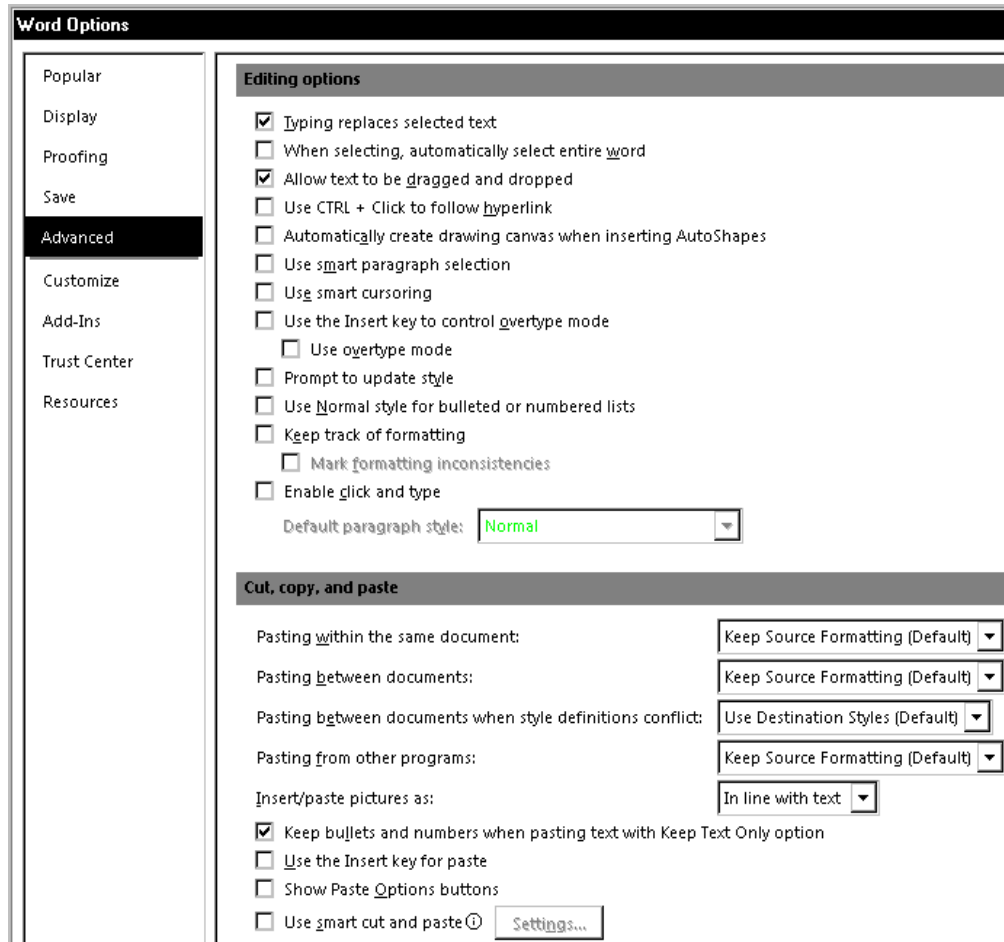 Word Options
Popular
Display
Proofing
Save
Advanced
Customize
Add-Ins
Trust Center
Resources
Editing options
Typing replaces selected text
When selecting, automatically select entire word
Allow text to be dragged and dropped
Use CTRL + Click to follow hyperlink
Automatically create drawing canvas when inserting AutoShapes
Use smart paragraph selection
Use smart cursoring
Use the Insert key to control overtype mode
Use overtype mode
Prompt to update style
Use Normal style for bulleted or numbered lists
Keep track of formatting
Mark formatting inconsistencies
Enable click and type
Default paragraph style: Normal
Cut, copy, and paste
Pasting within the same document: Keep Source Formatting (Default)
Pasting between documents: Keep Source Formatting (Default)
Pasting between documents when style definitions conflict: Use Destination Styles (Default)
Pasting from other programs: Keep Source Formatting (Default)
Insert/paste pictures as: In line with text
Keep bullets and numbers when pasting text with Keep Text Only option
Use the Insert key for paste
Show Paste Options buttons
Use smart cut and paste Settings...